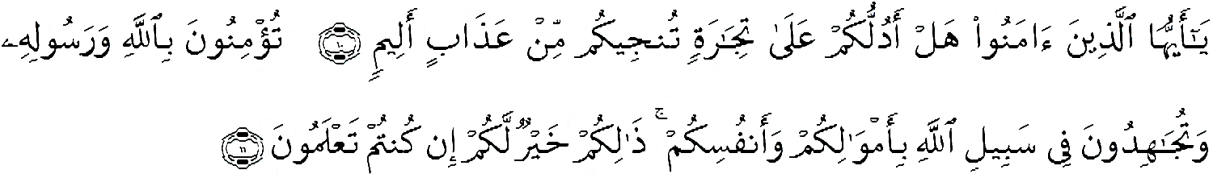 يَٰٓأَيُّهَا ٱلَّذِينَ ءَامَنُوا۟ هَلْ أَدُلُّكُمْ عَلَىٰ تِجَٰرَةٍ تُنجِيكُم مِّنْ عَذَابٍ أَلِيمٍ ١٠ تُؤْمِنُونَ بِٱللَّهِ وَرَسُولِهِۦ
وَتُجَٰهِدُونَ فِى سَبِيلِ ٱللَّهِ بِأَمْوَٰلِكُمْ وَأَنفُسِكُمْ ۚ ذَٰلِكُمْ خَيْرٌ لَّكُمْ إِن كُنتُمْ تَعْلَمُونَ ١١